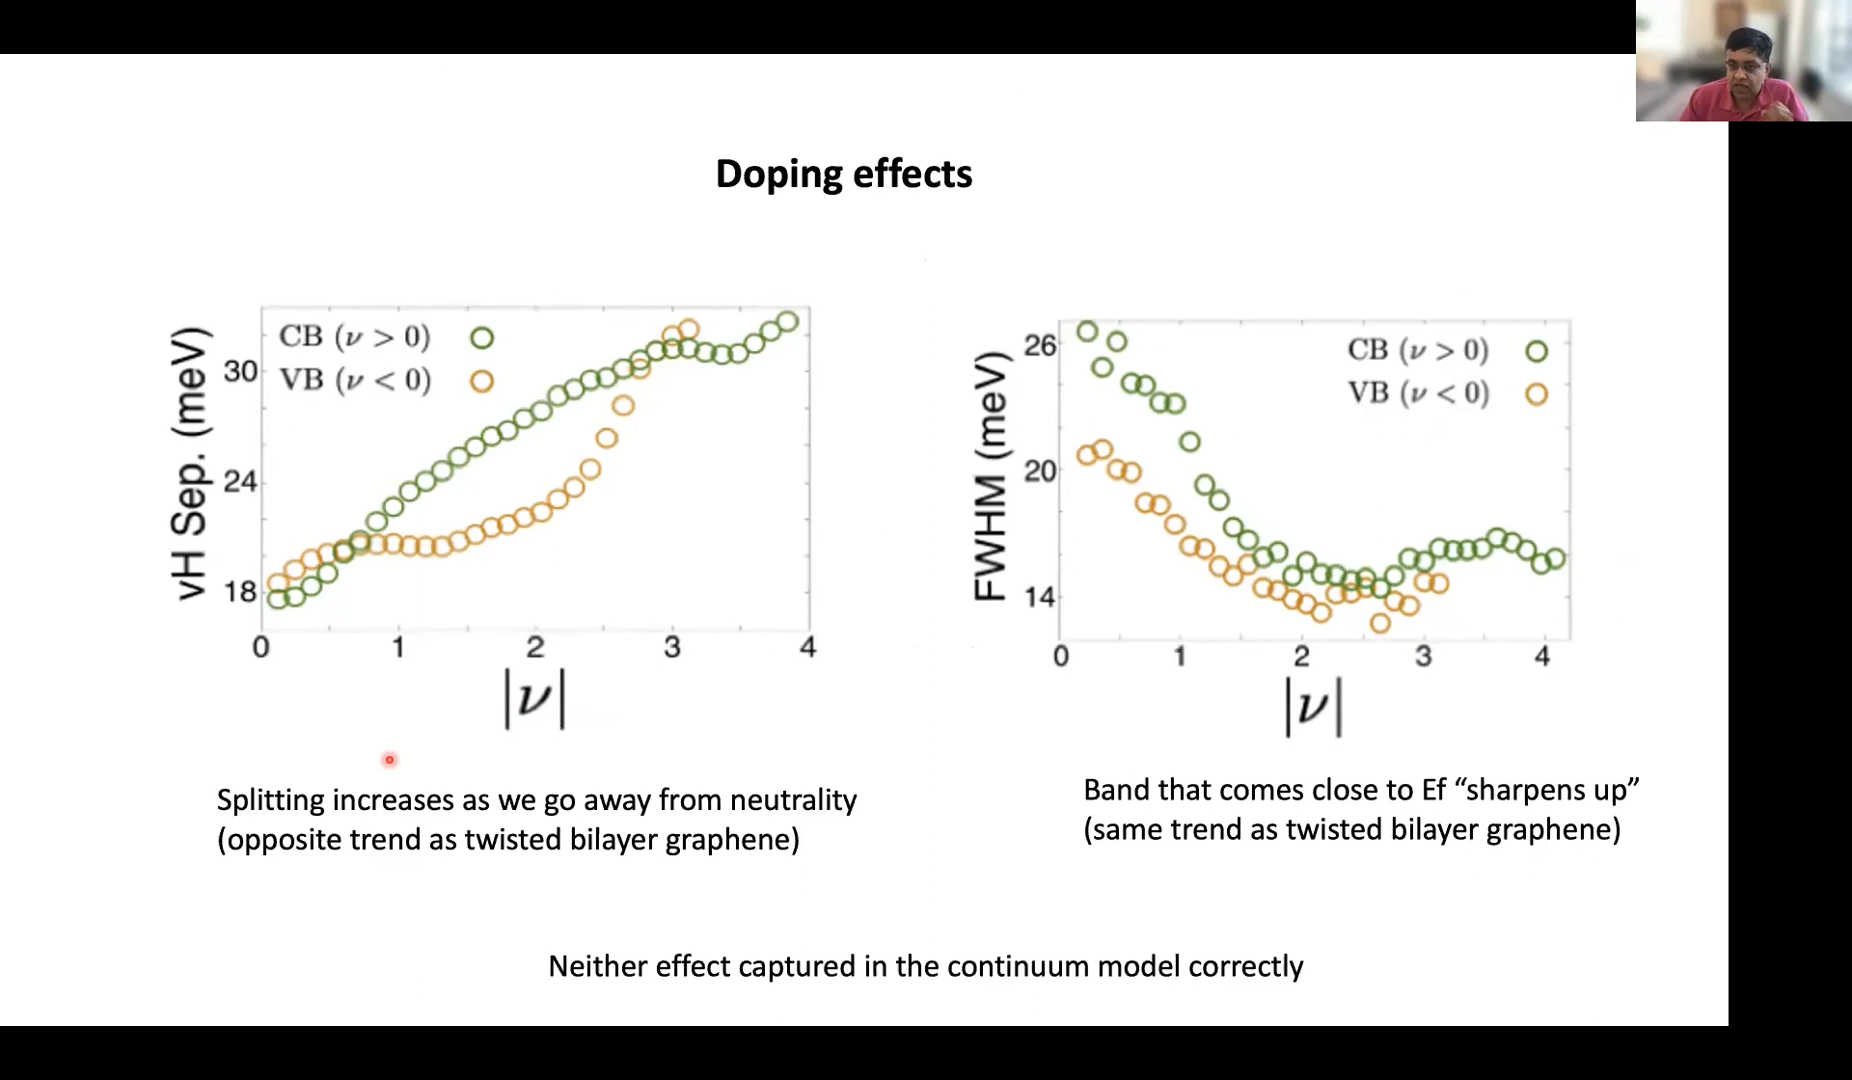 Doping effects
CB (ν > 0)
VB (ν < 0)
vH Sep. (meV)
30
24
18
0 1 2 3 4
|ν|
Splitting increases as we go away from neutrality
(opposite trend as twisted bilayer graphene)
CB (ν > 0)
VB (ν < 0)
FWHM (meV)
26
20
14
0 1 2 3 4
|ν|
Band that comes close to Ef “sharpens up”
(same trend as twisted bilayer graphene)
Neither effect captured in the continuum model correctly